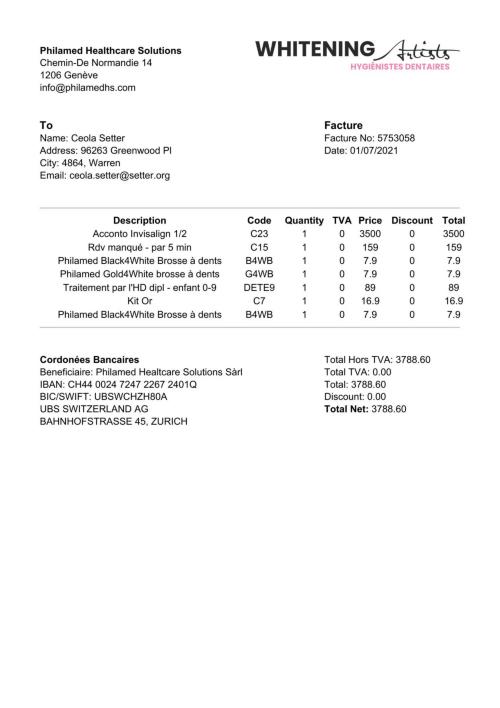 WHITENING Artists
HYGIÉNISTES DENTAIRES
Philamed Healthcare Solutions
Chemin-De Normandie 14
1206 Genève
info@philamedhs.com
To
Name: Ceola Setter
Address: 96263 Greenwood Pl
City: 4864, Warren
Email: ceola.setter@setter.org
Facture
Facture No: 5753058
Date: 01/07/2021
Description Code Quantity TVA Price Discount Total
Acconto Invisalign 1/2 C23 1 0 3500 0 3500
Rdv manqué - par 5 min C15 1 0 159 0 159
Philamed Black4White Brosse à dents B4WB 1 0 7.9 0 7.9
Philamed Gold4White brosse à dents G4WB 1 0 7.9 0 7.9
Traitement par l'HD dipl - enfant 0-9 DETE9 1 0 89 0 89
Kit Or C7 1 0 16.9 0 16.9
Philamed Black4White Brosse à dents B4WB 1 0 7.9 0 7.9
Cordonées Bancaires
Beneficiaire: Philamed Healtcare Solutions Sàrl
IBAN: CH44 0024 7247 2267 2401Q
BIC/SWIFT: UBSWCHZH80A
UBS SWITZERLAND AG
BAHNHOFSTRASSE 45, ZURICH
Total Hors TVA: 3788.60
Total TVA: 0.00
Total: 3788.60
Discount: 0.00
Total Net: 3788.60